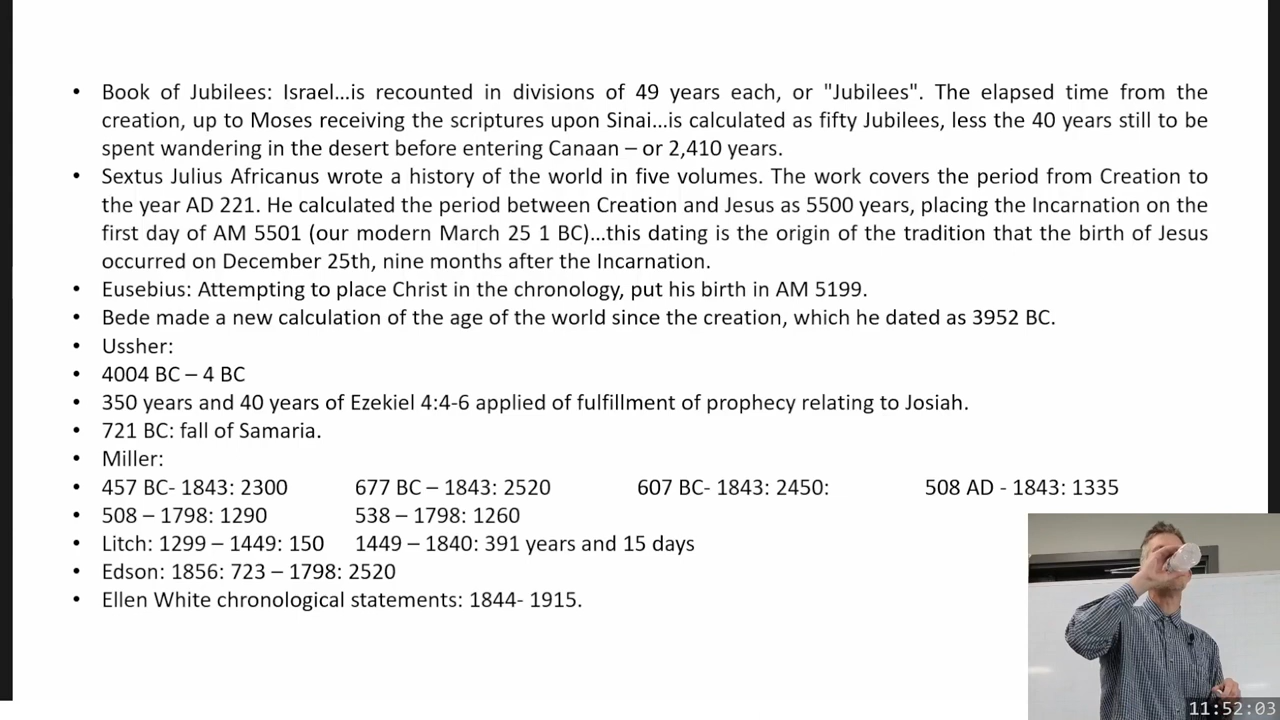 • Book of Jubilees: Israel...is recounted in divisions of 49 years each, or "Jubilees". The elapsed time from the
creation, up to Moses receiving the scriptures upon Sinai...is calculated as fifty Jubilees, less the 40 years still to be
spent wandering in the desert before entering Canaan – or 2,410 years.
• Sextus Julius Africanus wrote a history of the world in five volumes. The work covers the period from Creation to
the year AD 221. He calculated the period between Creation and Jesus as 5500 years, placing the Incarnation on the
first day of AM 5501 (our modern March 25 1 BC)...this dating is the origin of the tradition that the birth of Jesus
occurred on December 25th, nine months after the Incarnation.
• Eusebius: Attempting to place Christ in the chronology, put his birth in AM 5199.
• Bede made a new calculation of the age of the world since the creation, which he dated as 3952 BC.
• Ussher:
• 4004 BC – 4 BC
• 350 years and 40 years of Ezekiel 4:4-6 applied of fulfillment of prophecy relating to Josiah.
• 721 BC: fall of Samaria.
• Miller:
• 457 BC- 1843: 2300 677 BC – 1843: 2520 607 BC- 1843: 2450: 508 AD - 1843: 1335
• 508 – 1798: 1290 538 – 1798: 1260
• Litch: 1299 – 1449: 150 1449 – 1840: 391 years and 15 days
• Edson: 1856: 723 – 1798: 2520
• Ellen White chronological statements: 1844- 1915.
11:52:03